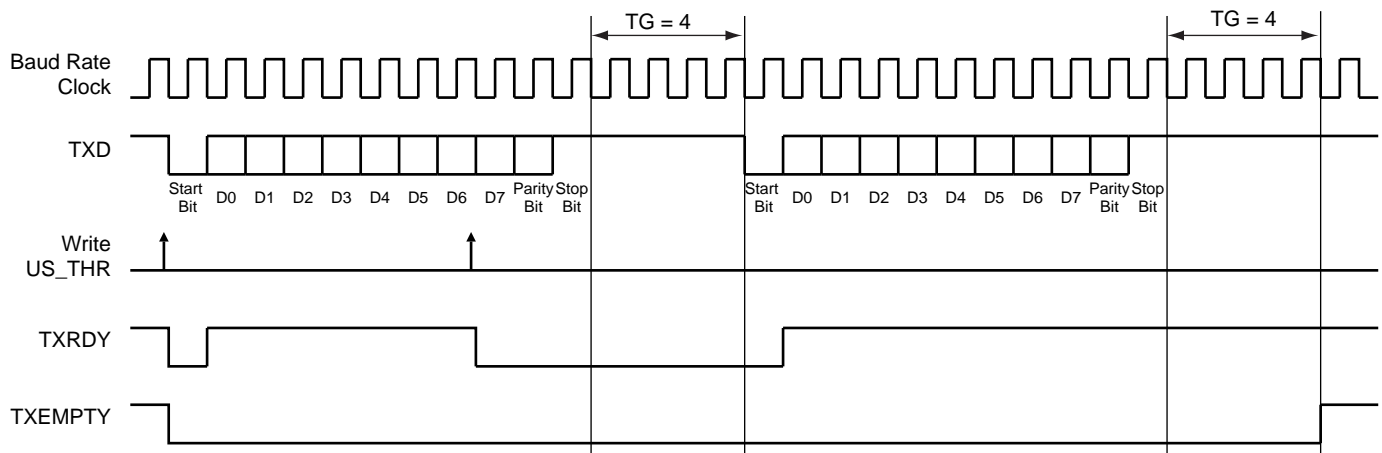 TG = 4
TG = 4
Baud Rate
Clock
TXD
Start
Bit
D0
D1
D2
D3
D4
D5
D6
D7
Parity
Bit
Stop
Bit
Start
Bit
D0
D1
D2
D3
D4
D5
D6
D7
Parity
Bit
Stop
Bit
Write
US_THR
TXRDY
TXEMPTY